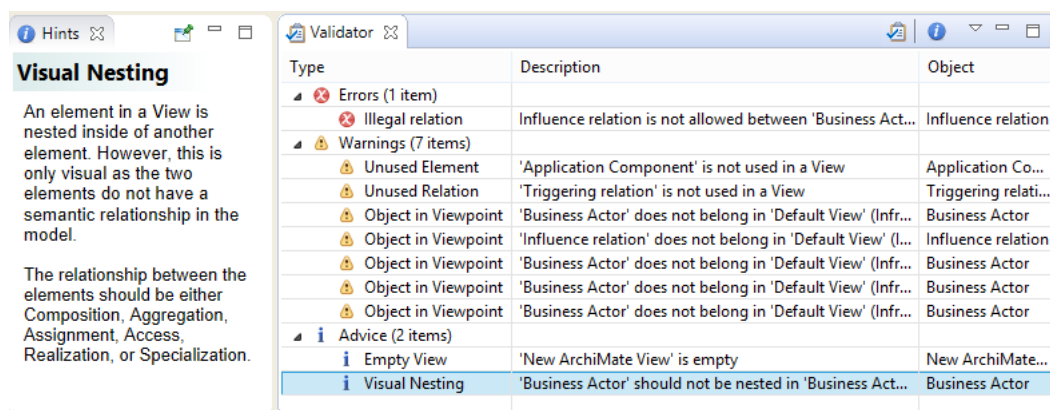 Hints
Visual Nesting
An element in a View is
nested inside of another
element. However, this is
only visual as the two
elements do not have a
semantic relationship in the
model.
The relationship between the
elements should be either
Composition, Aggregation,
Assignment, Access,
Realization, or Specialization.
Validator
Type Description Object
Errors (1 item)
Illegal relation Influence relation is not allowed between 'Business Act... Influence relation
Warnings (7 items)
Unused Element 'Application Component' is not used in a View Application Co...
Unused Relation 'Triggering relation' is not used in a View Triggering relati...
Object in Viewpoint 'Business Actor' does not belong in 'Default View' (Infr... Business Actor
Object in Viewpoint 'Influence relation' does not belong in 'Default View' (I... Influence relation
Object in Viewpoint 'Business Actor' does not belong in 'Default View' (Infr... Business Actor
Object in Viewpoint 'Business Actor' does not belong in 'Default View' (Infr... Business Actor
Object in Viewpoint 'Business Actor' does not belong in 'Default View' (Infr... Business Actor
Advice (2 items)
Empty View 'New ArchiMate View' is empty New ArchiMate...
Visual Nesting 'Business Actor' should not be nested in 'Business Act... Business Actor